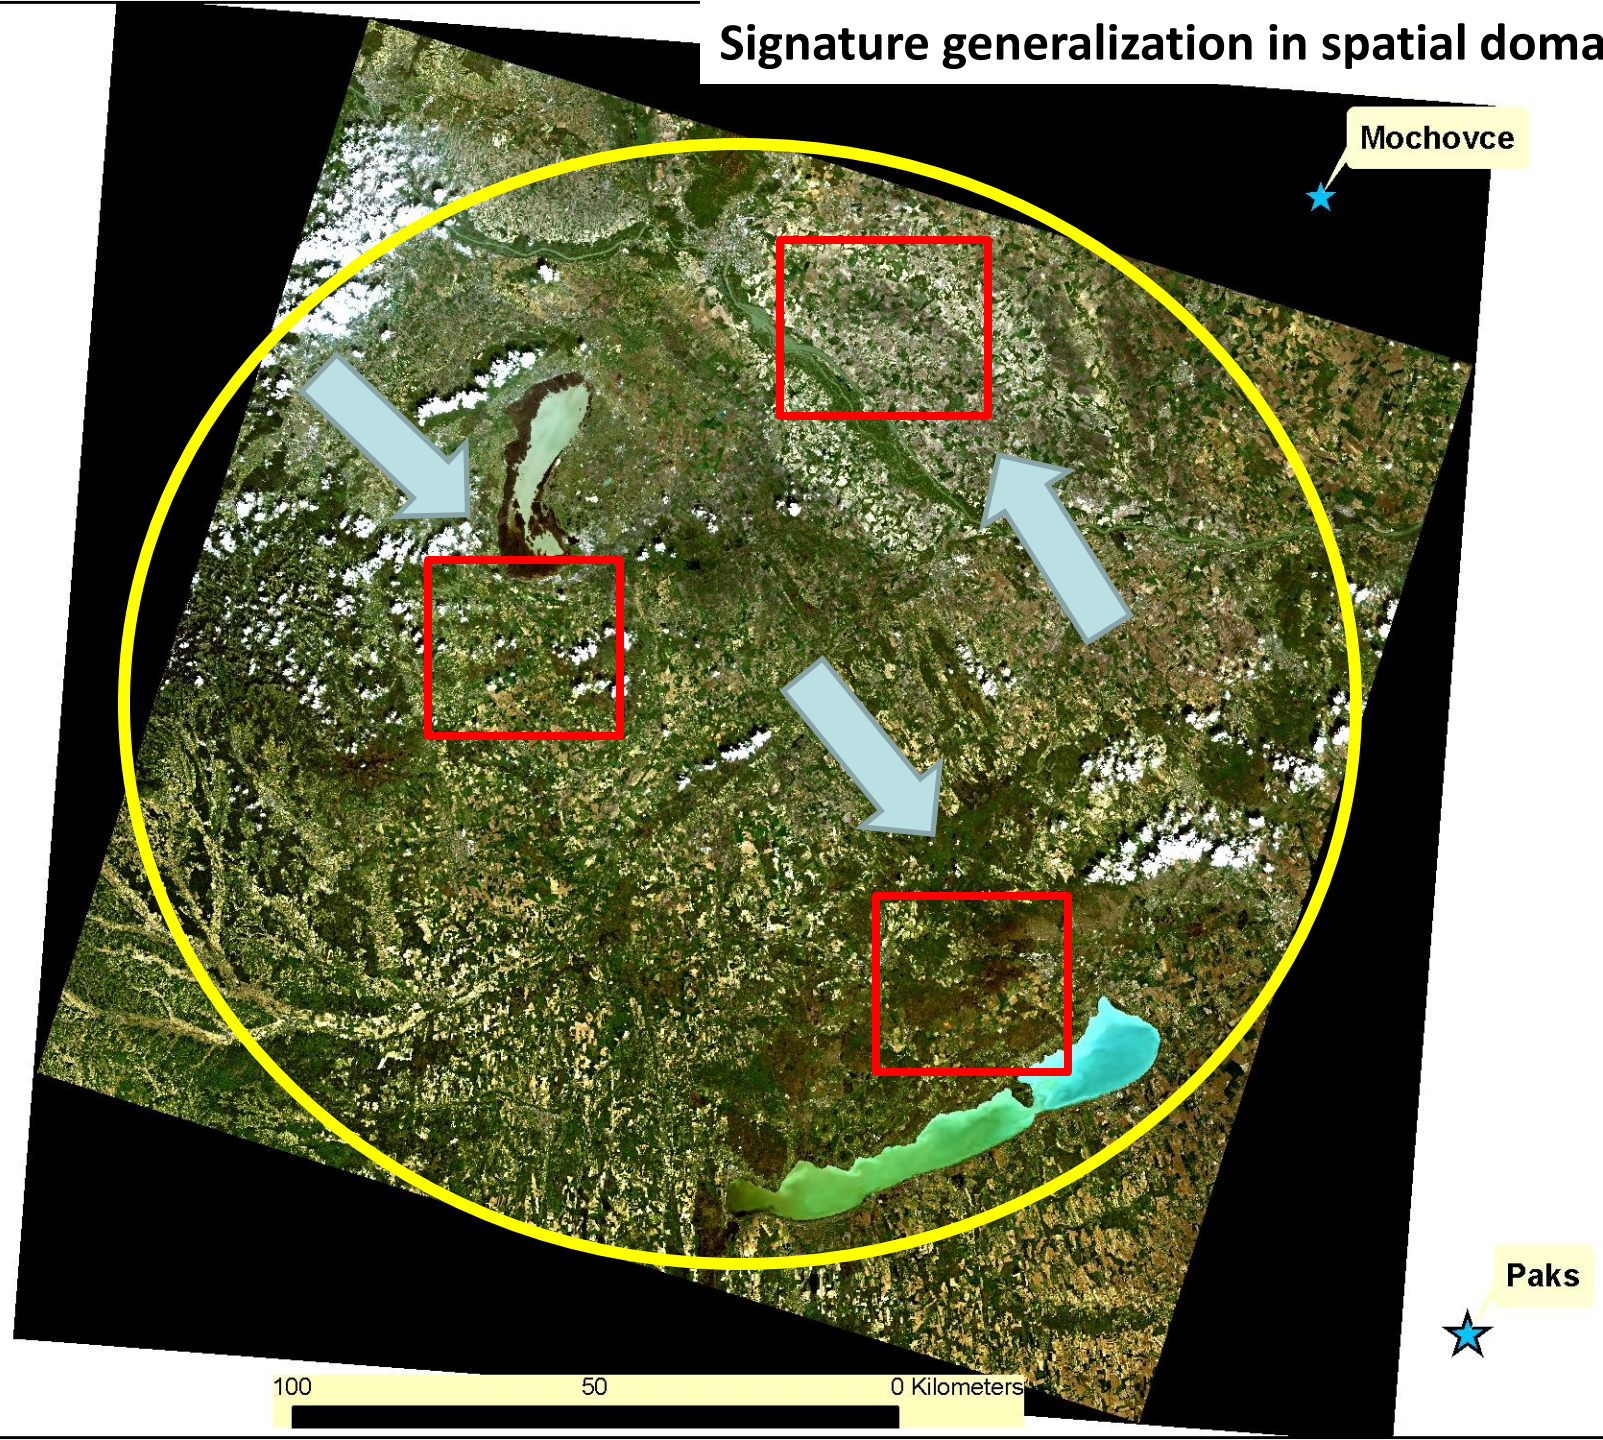 Signature generalization in spatial doma
Mochovce
Paks
100 50 0 Kilometers